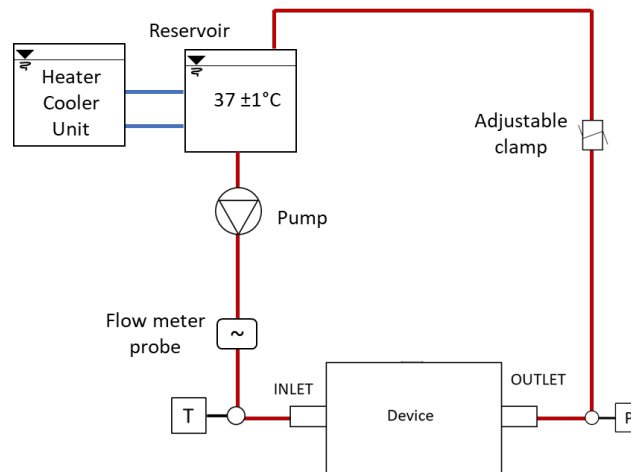 Reservoir
Heater
Cooler
Unit
37 ±1°C
Adjustable
clamp
Pump
Flow meter
probe
~
INLET
OUTLET
T
Device
P